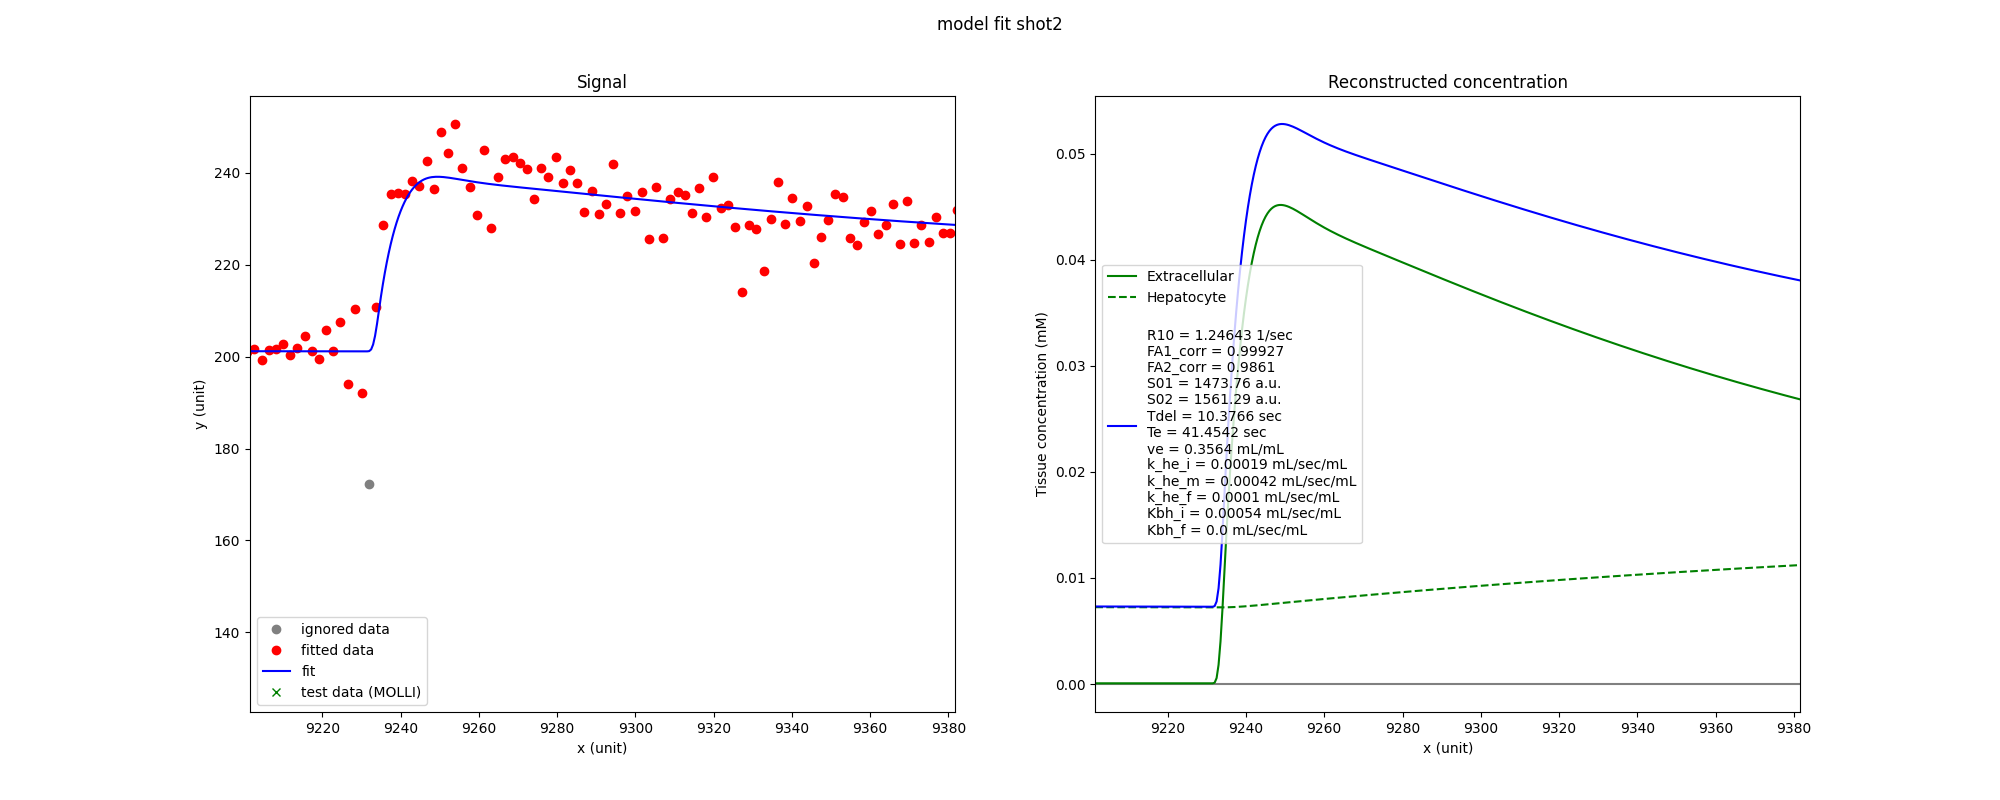 model fit shot2
Signal
y (unit)
240
220
200
180
160
140
ignored data
fitted data
fit
test data (MOLLI)
9220 9240 9260 9280 9300 9320 9340 9360 9380
x (unit)
Reconstructed concentration
Tissue concentration (mM)
0.05
0.04
0.03
0.02
0.01
0.00
Extracellular
Hepatocyte
R10 = 1.24643 1/sec
FA1_corr = 0.99927
FA2_corr = 0.9861
S01 = 1473.76 a.u.
S02 = 1561.29 a.u.
Tdel = 10.3766 sec
Te = 41.4542 sec
ve = 0.3564 mL/mL
k_he_i = 0.00019 mL/sec/mL
k_he_m = 0.00042 mL/sec/mL
k_he_f = 0.0001 mL/sec/mL
Kbh_i = 0.00054 mL/sec/mL
Kbh_f = 0.0 mL/sec/mL
9220 9240 9260 9280 9300 9320 9340 9360 9380
x (unit)